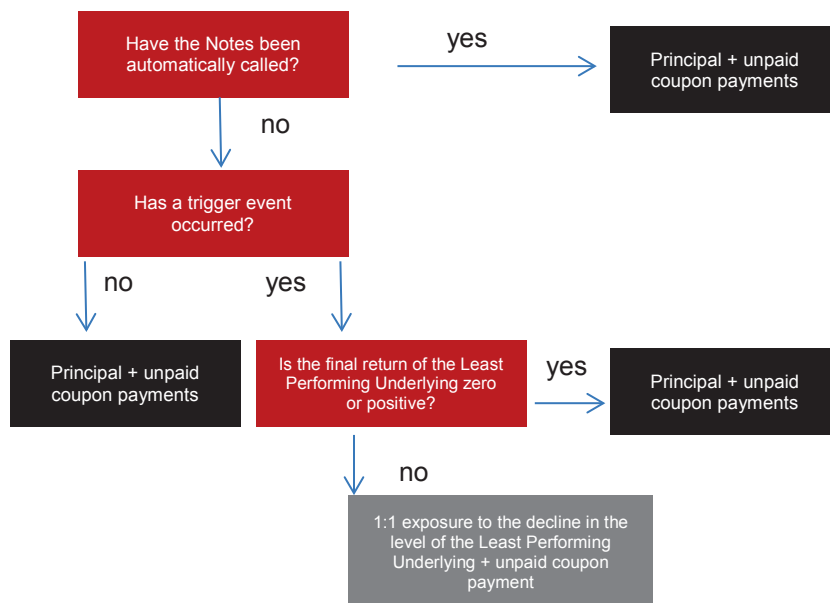 Have the Notes been
automatically called?
yes
Principal + unpaid
coupon payments
no
Has a trigger event
occurred?
no
yes
Principal + unpaid
coupon payments
Is the final return of the Least
Performing Underlying zero
or positive?
yes
Principal + unpaid
coupon payments
no
1:1 exposure to the decline in the
level of the Least Performing
Underlying + unpaid coupon
payment